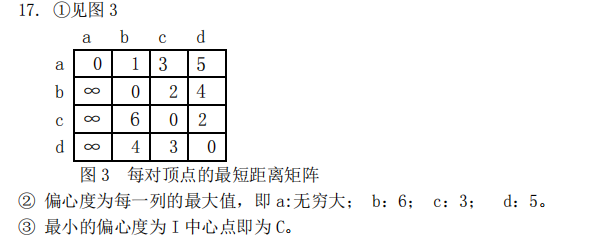 17. ①见图 3
a b c d
a 0 1 3 5
b ∞ 0 2 4
c ∞ 6 0 2
d ∞ 4 3 0
图 3 每对顶点的最短距离矩阵
② 偏心度为每一列的最大值，即 a:无穷大； b：6； c：3； d：5。
③ 最小的偏心度为 I 中心点即为 C。